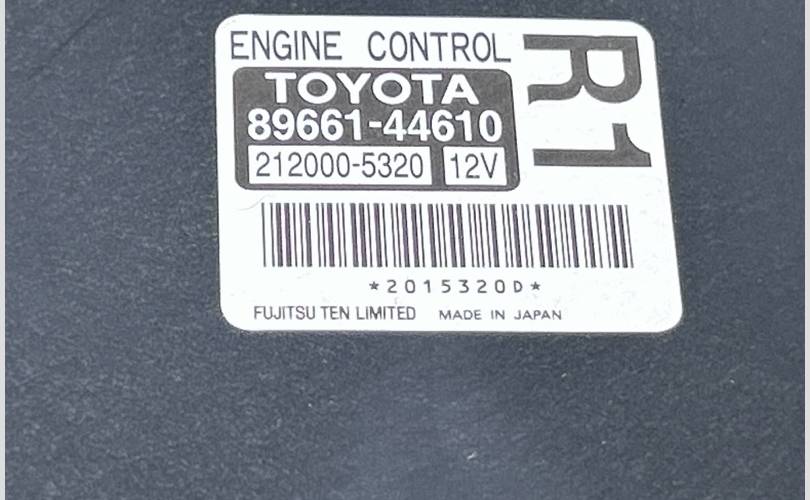 ENGINE CONTROL
R1
TOYOTA
89661-44610
212000-5320 12V
*2015320D*
FUJITSU TEN LIMITED MADE IN JAPAN